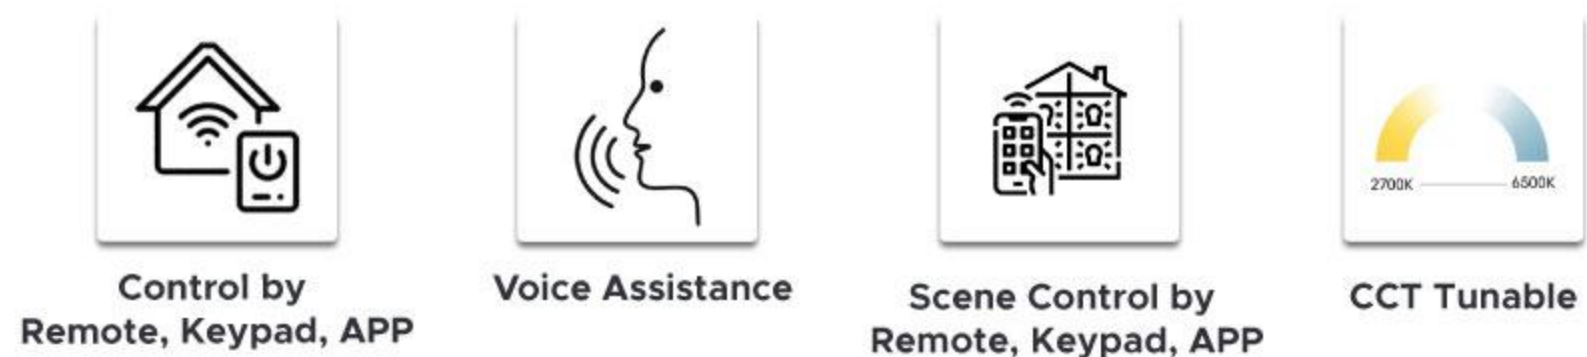 2700K
6500K
Control by
Remote, Keypad, APP
Voice Assistance
Scene Control by
Remote, Keypad, APP
CCT Tunable